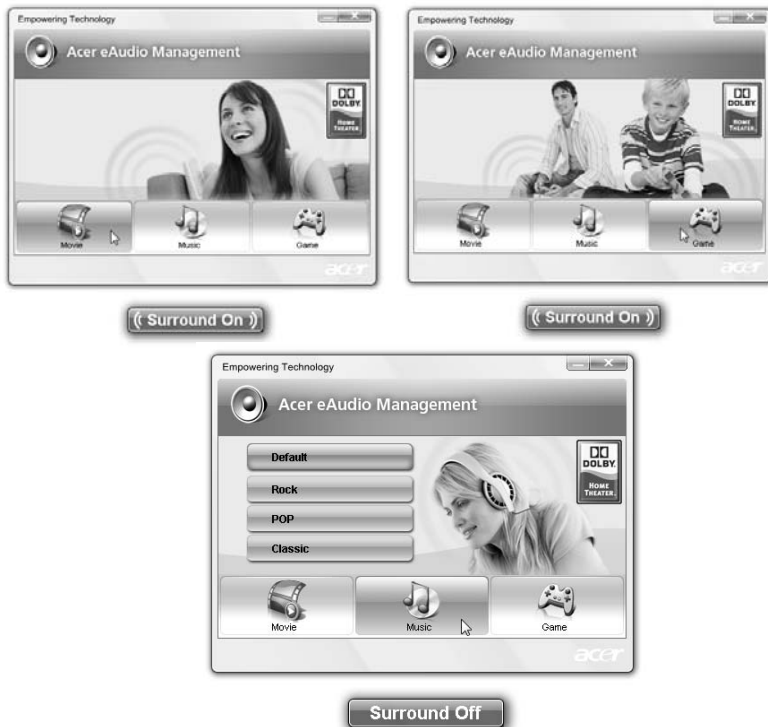 Empowering Technology
Acer eAudio Management
DOLBY
HOME THEATER
Movie
Music
Game
acer
(( Surround On ))
Empowering Technology
Acer eAudio Management
DOLBY
HOME THEATER
Movie
Music
Game
acer
(( Surround On ))
Empowering Technology
Acer eAudio Management
Default
Rock
POP
Classic
DOLBY
HOME THEATER
Movie
Music
Game
acer
Surround Off